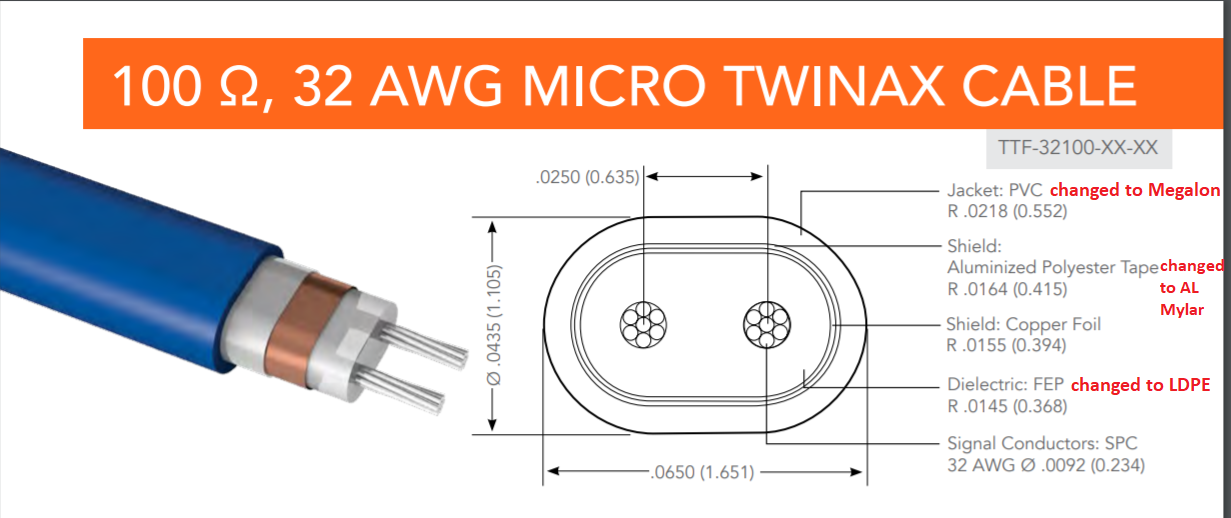 100 Ω, 32 AWG MICRO TWINAX CABLE
TTF-32100-XX-XX
.0250 (0.635)
Jacket: PVC changed to Megalon
R .0218 (0.552)
Shield:
Aluminized Polyester Tape changed
R .0164 (0.415) to AL
Mylar
Shield: Copper Foil
R .0155 (0.394)
Ø .0435 (1.105)
Dielectric: FEP changed to LDPE
R .0145 (0.368)
Signal Conductors: SPC
32 AWG Ø .0092 (0.234)
.0650 (1.651)